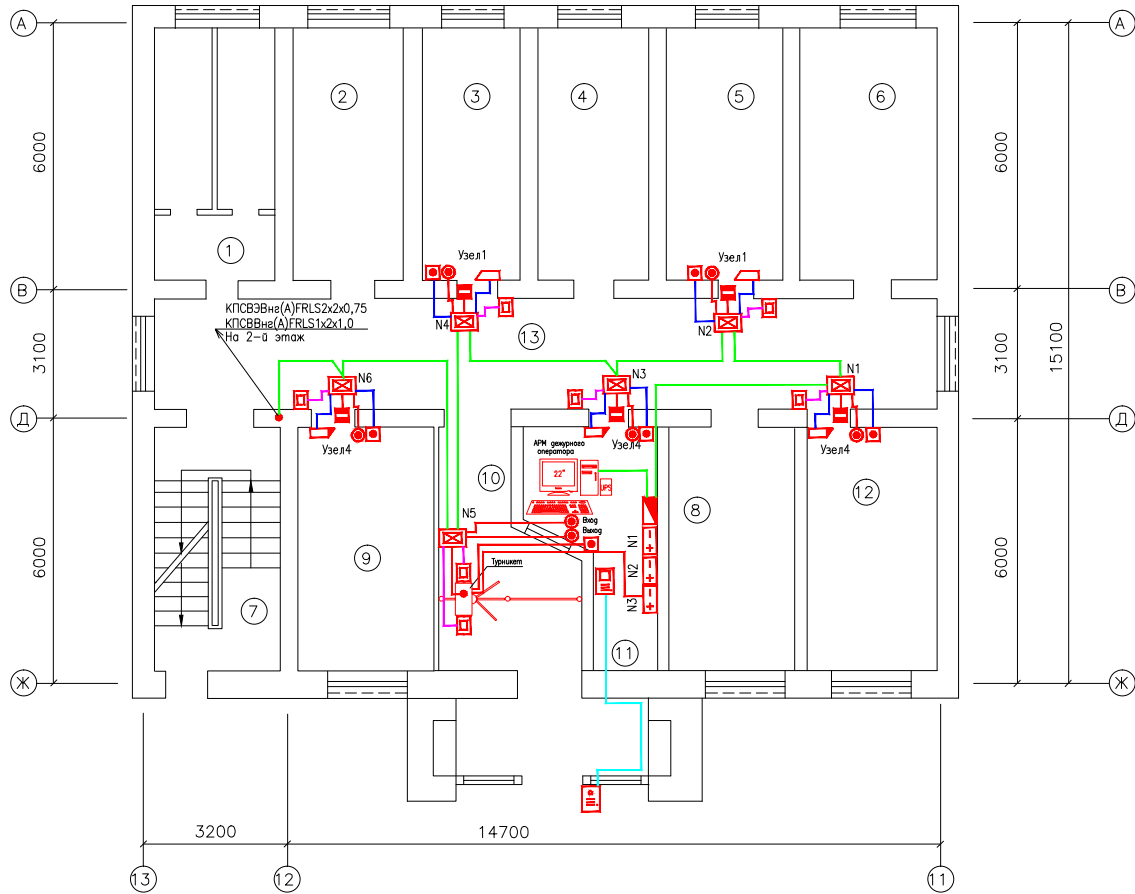 А
А
6000
6000
2
3
4
5
6
1
Узел1
Узел1
В
В
КПСВЭВнг(А)FRLS2х2х0,75
КПСВВнг(А)FRLS1х2х1,0
На 2-й этаж
N4
N2
13
3100
3100
15100
N6
N3
N1
Д
Д
Узел4
Узел4
Узел4
АРМ дежурного
оператора
22"
UPS
10
8
12
N5
Вход
Выход
N1
N2
N3
9
Турникет
6000
6000
7
11
Ж
Ж
3200
14700
13
12
11